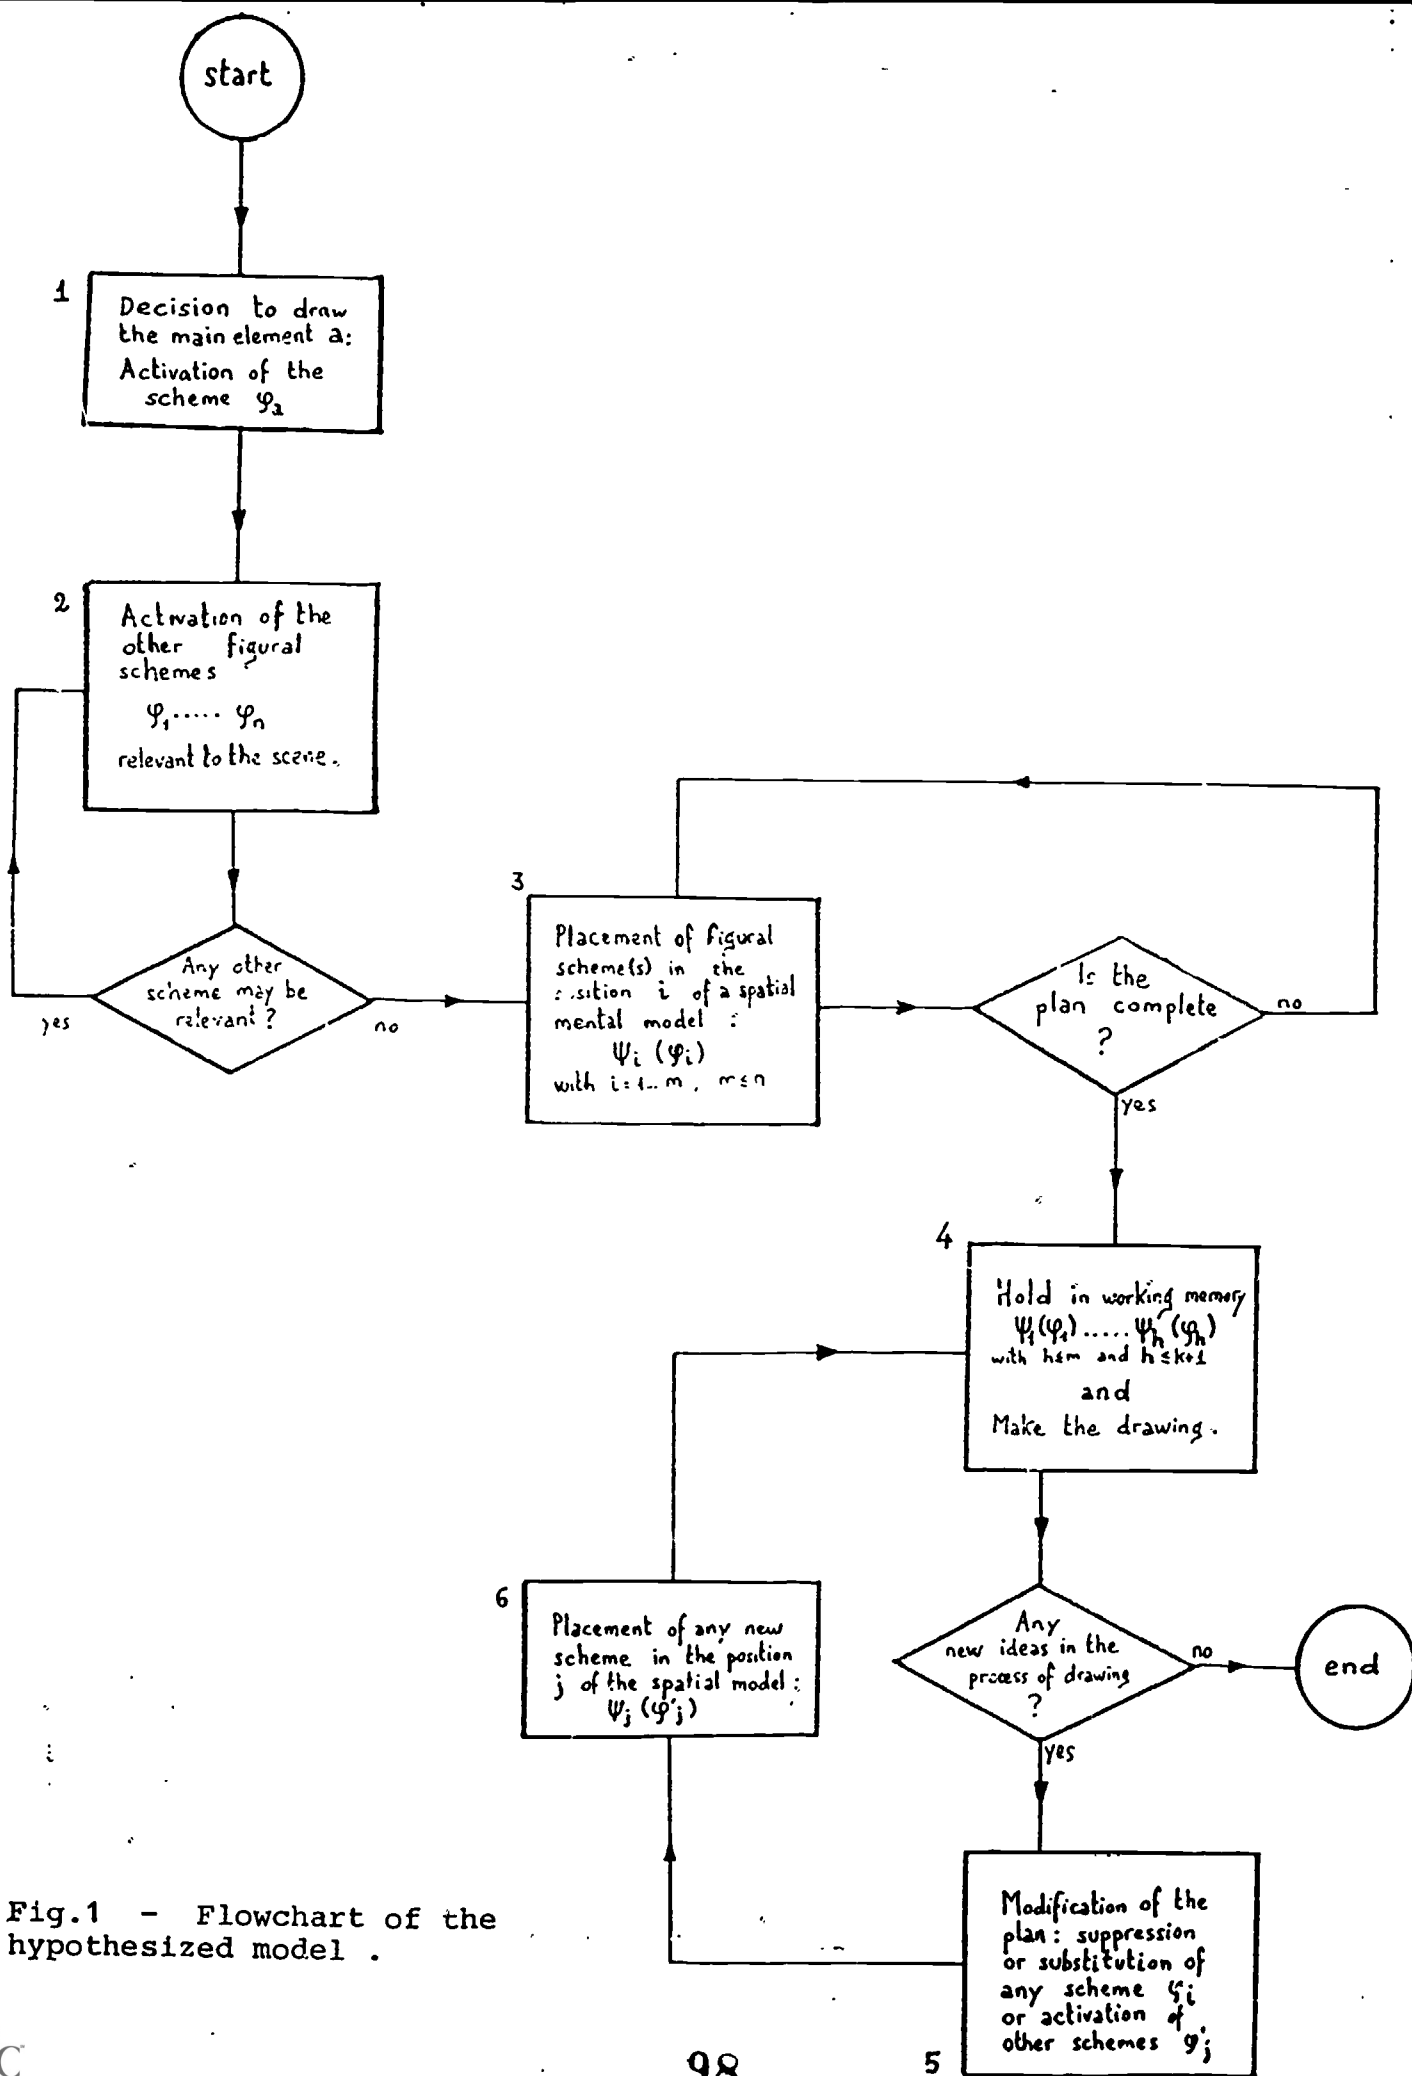 start
1
Decision to draw
the main element a:
Activation of the
scheme φa
2
Activation of the
other figural
schemes
φ1 ..... φn
relevant to the scene.
Any other
scheme may be
relevant?
yes
no
3
Placement of figural
scheme(s) in the
position i of a spatial
mental model :
Ψi (φi)
with i=1..m, m≤n
Is the
plan complete
?
no
yes
4
Hold in working memory
Ψ1(φ1) ..... Ψh(φh)
with h≤m and h≤k+1
and
Make the drawing.
Any
new ideas in the
process of drawing
?
no
end
yes
5
Modification of the
plan: suppression
or substitution of
any scheme φi
or activation of
other schemes φ'j
6
Placement of any new
scheme in the position
j of the spatial model:
Ψj (φ'j)
Fig.1 - Flowchart of the
hypothesized model .
98